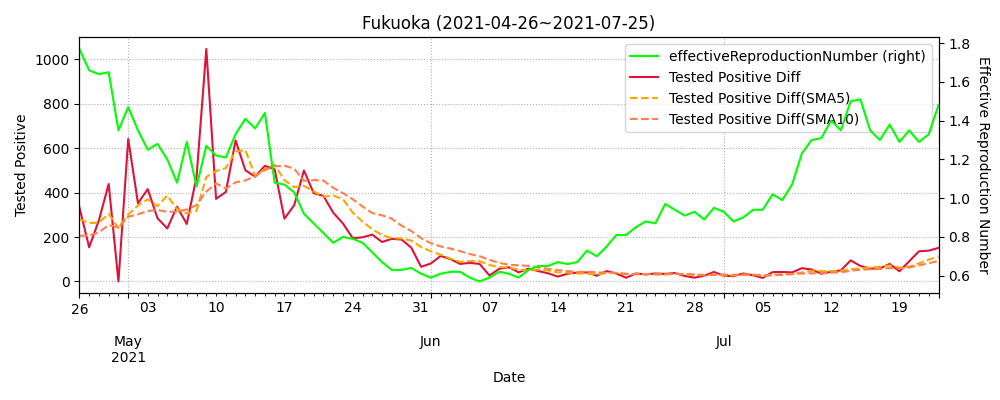 Fukuoka (2021-04-26~2021-07-25)
effectiveReproductionNumber (right)
Tested Positive Diff
Tested Positive Diff(SMA5)
Tested Positive Diff(SMA10)
Tested Positive
1000
800
600
400
200
0
Effective Reproduction Number
1.8
1.6
1.4
1.2
1.0
0.8
0.6
26 03 10 17 24 31 07 14 21 28 05 12 19
May Jun Jul
2021
Date